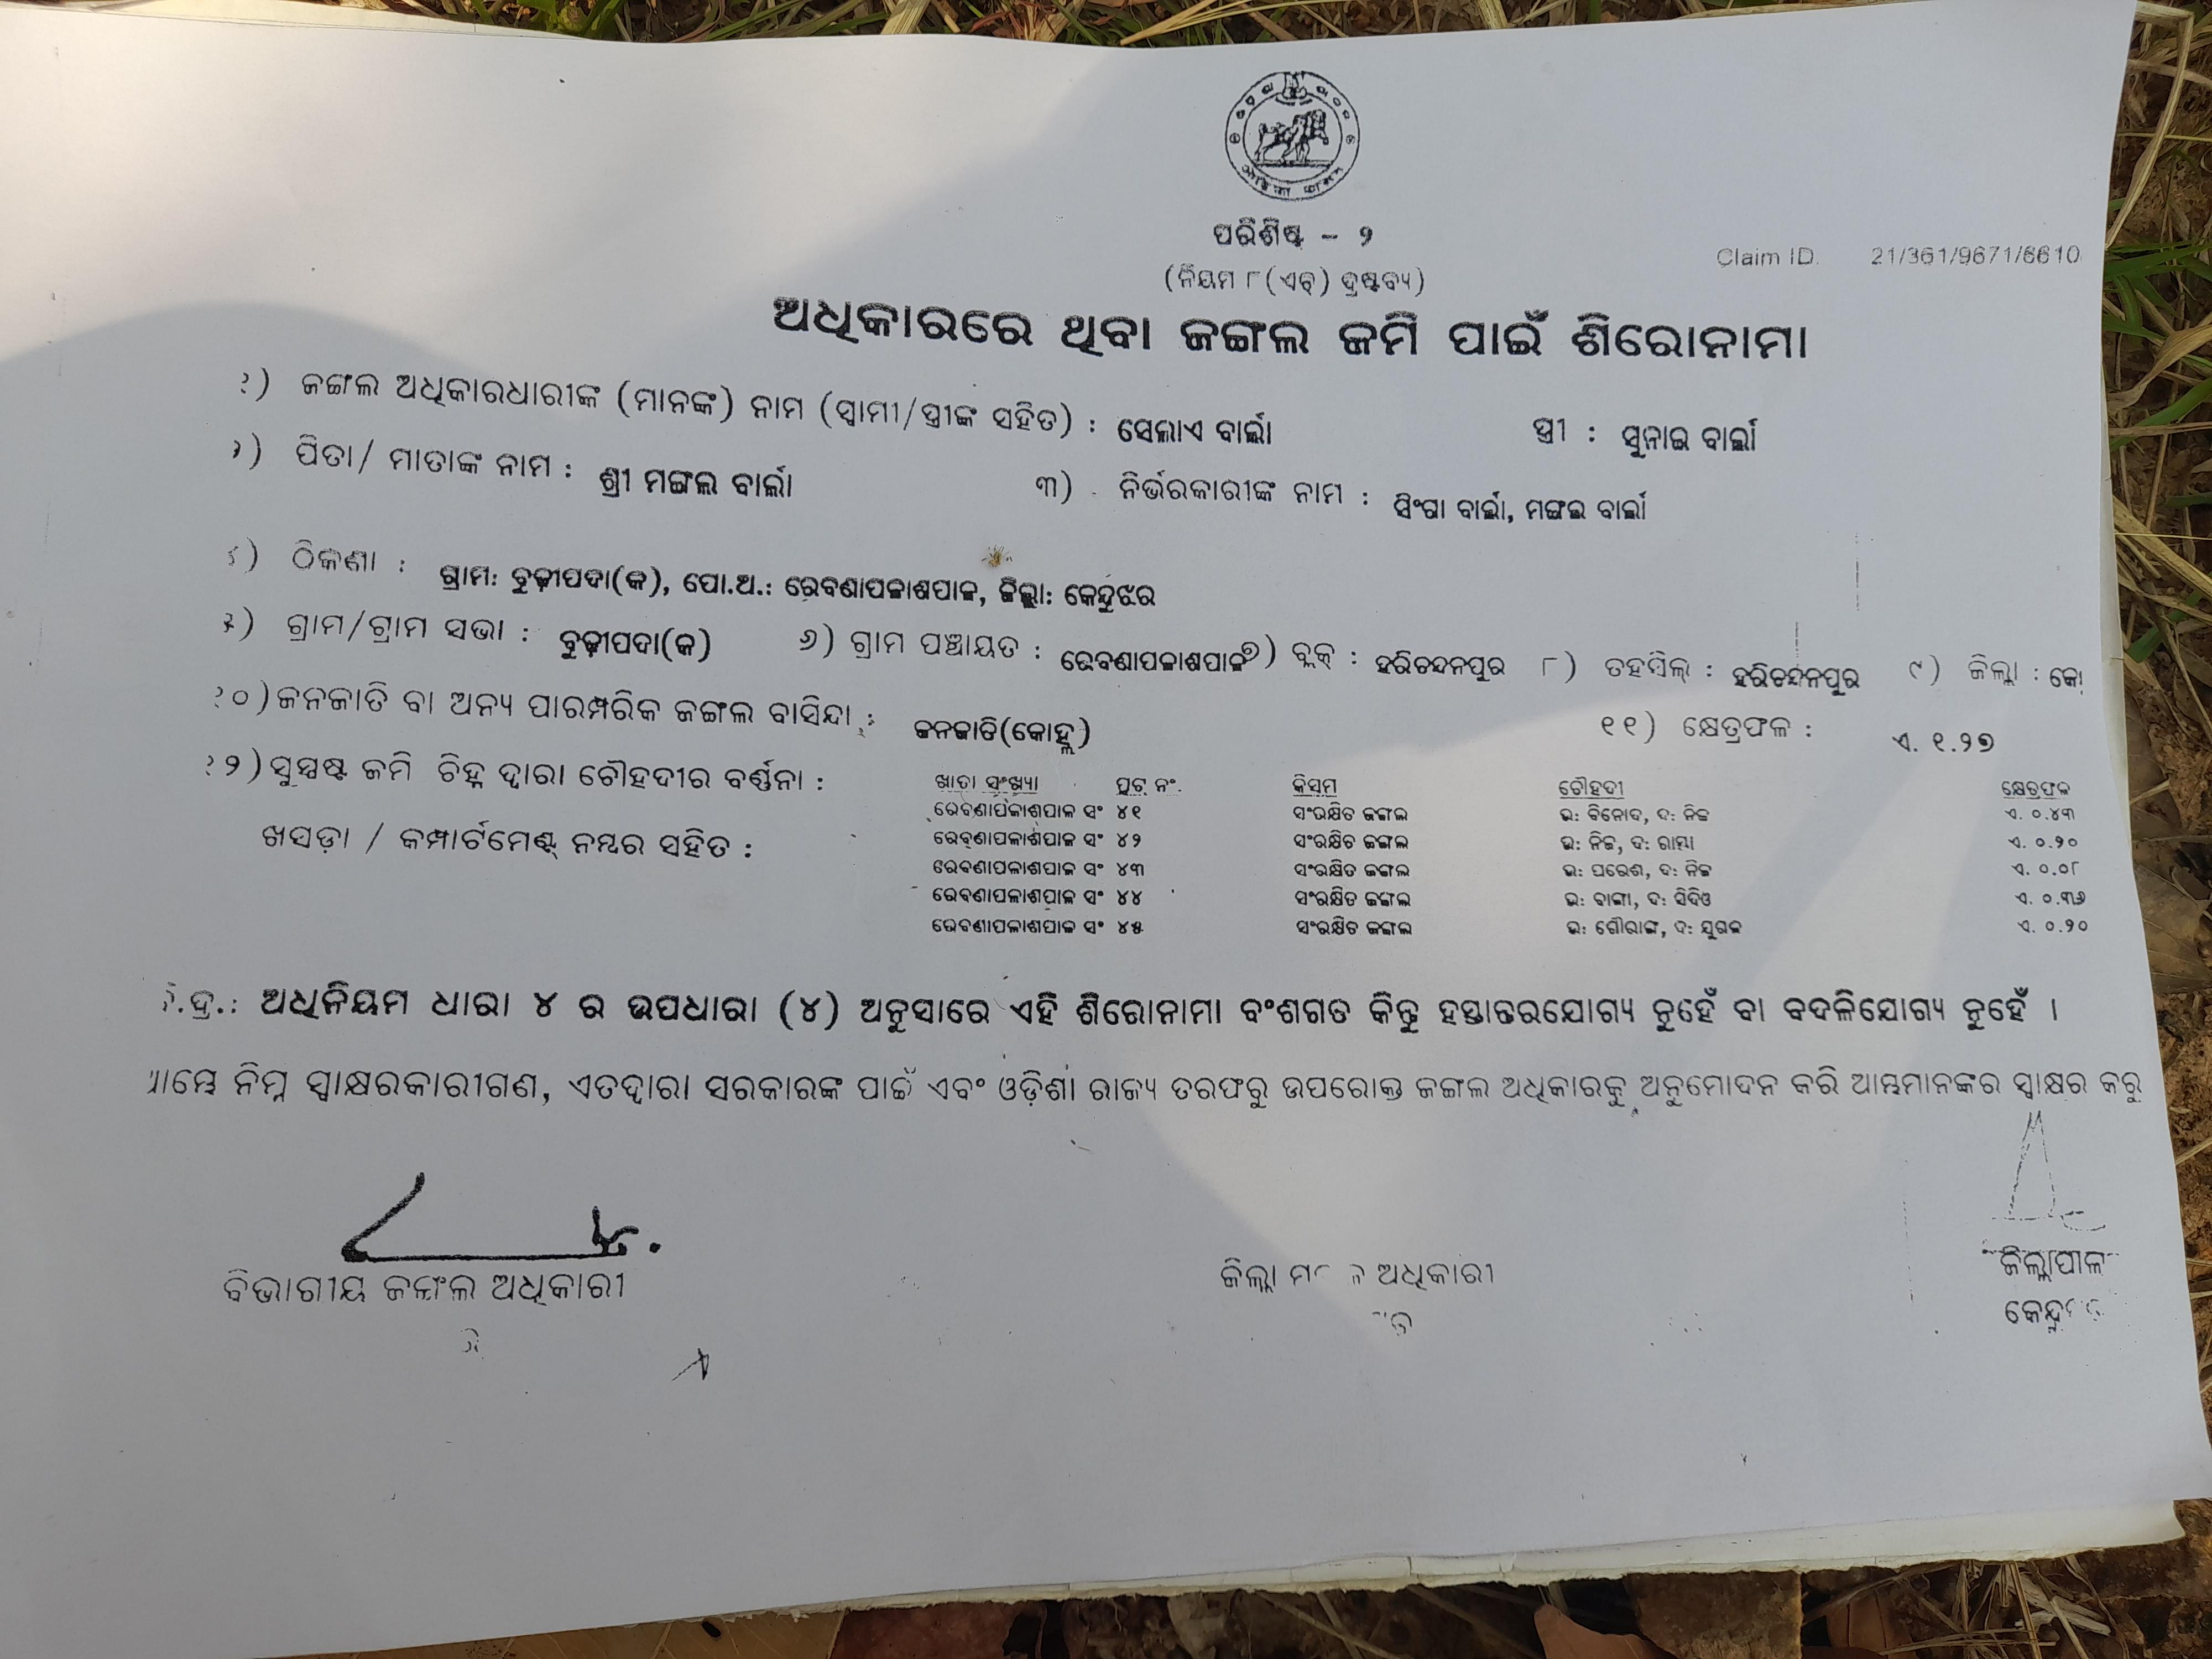 ପରିଶିଷ୍ଟ - ୨
Claim ID. 21/361/9671/6610
(ନିୟମ ୮(ଏଚ୍) ଦ୍ରଷ୍ଟବ୍ୟ)
ଅଧିକାରରେ ଥିବା ଜଙ୍ଗଲ ଜମି ପାଇଁ ଶିରୋନାମା
୧) ଜଙ୍ଗଲ ଅଧିକାରଧାରୀଙ୍କ (ମାନଙ୍କ) ନାମ (ସ୍ୱାମୀ/ସ୍ତ୍ରୀଙ୍କ ସହିତ) : ସେଲାଏ ବାର୍ଲା ସ୍ତ୍ରୀ : ସୁନାଇ ବାର୍ଲା
୨) ପିତା/ ମାତାଙ୍କ ନାମ : ଶ୍ରୀ ମଙ୍ଗଲ ବାର୍ଲା ୩) ନିର୍ଭରକାରୀଙ୍କ ନାମ : ସିଂଗା ବାର୍ଲା, ମଙ୍ଗଲ ବାର୍ଲା
୪) ଠିକଣା : ଗ୍ରାମ: ବୁଢ଼ୀପଦା(କ), ପୋ.ଅ.: ରେବଣାପଳାଶପାଳ, ଜିଲ୍ଲା: କେନ୍ଦୁଝର
୫) ଗ୍ରାମ/ଗ୍ରାମ ସଭା : ବୁଢ଼ୀପଦା(କ) ୬) ଗ୍ରାମ ପଞ୍ଚାୟତ : ରେବଣାପଳାଶପାଳ ୭) ବ୍ଲକ୍ : ହରିଚନ୍ଦନପୁର ୮) ତହସିଲ୍ : ହରିଚନ୍ଦନପୁର ୯) ଜିଲ୍ଲା :
୧୦) ଜନଜାତି ବା ଅନ୍ୟ ପାରମ୍ପରିକ ଜଙ୍ଗଲ ବାସିନ୍ଦା : ଜନଜାତି(କୋହ୍ଲ) ୧୧) କ୍ଷେତ୍ରଫଳ : ଏ. ୧.୨୭
୧୨) ସୁସ୍ପଷ୍ଟ ଜମି ଚିହ୍ନ ଦ୍ୱାରା ଚୌହଦୀର ବର୍ଣ୍ଣନା :
ଖସଡ଼ା / କମ୍ପାର୍ଟମେଣ୍ଟ୍ ନମ୍ବର ସହିତ :
ଖାତା ସଂଖ୍ୟା ପ୍ଲଟ୍ ନଂ. କିସମ ଚୌହଦୀ କ୍ଷେତ୍ରଫଳ
ରେବଣାପଳାଶପାଳ ସଂ ୪୧ ସଂରକ୍ଷିତ ଜଙ୍ଗଲ ଉ: ବିନୋଦ, ଦ: ନିଜ ଏ. ୦.୪୩
ରେବଣାପଳାଶପାଳ ସଂ ୪୨ ସଂରକ୍ଷିତ ଜଙ୍ଗଲ ଉ: ନିଜ, ଦ: ଗାମ୍ଭା ଏ. ୦.୨୦
ରେବଣାପଳାଶପାଳ ସଂ ୪୩ ସଂରକ୍ଷିତ ଜଙ୍ଗଲ ଉ: ପରେଶ, ଦ: ନିଜ ଏ. ୦.୦୮
ରେବଣାପଳାଶପାଳ ସଂ ୪୪ ସଂରକ୍ଷିତ ଜଙ୍ଗଲ ଉ: ବାଙ୍ଗୀ, ଦ: ସିଦିଓ ଏ. ୦.୩୬
ରେବଣାପଳାଶପାଳ ସଂ ୪୫ ସଂରକ୍ଷିତ ଜଙ୍ଗଲ ଉ: ଗୌରାଙ୍ଗ, ଦ: ଯୁଗଳ ଏ. ୦.୨୦
ବି.ଦ୍ର.: ଅଧିନିୟମ ଧାରା ୪ ର ଉପଧାରା (୪) ଅନୁସାରେ ଏହି ଶିରୋନାମା ବଂଶଗତ କିନ୍ତୁ ହସ୍ତାନ୍ତରଯୋଗ୍ୟ ନୁହେଁ ବା ବଦଳିଯୋଗ୍ୟ ନୁହେଁ ।
ଆମ୍ଭେ ନିମ୍ନ ସ୍ୱାକ୍ଷରକାରୀଗଣ, ଏତଦ୍ୱାରା ସରକାରଙ୍କ ପାଇଁ ଏବଂ ଓଡ଼ିଶା ରାଜ୍ୟ ତରଫରୁ ଉପରୋକ୍ତ ଜଙ୍ଗଲ ଅଧିକାରକୁ ଅନୁମୋଦନ କରି ଆମ୍ଭମାନଙ୍କର ସ୍ୱାକ୍ଷର କରୁ
ବିଭାଗୀୟ ଜଙ୍ଗଲ ଅଧିକାରୀ
ଜିଲ୍ଲା ଅଧିକାରୀ
ଜିଲ୍ଲାପାଳ